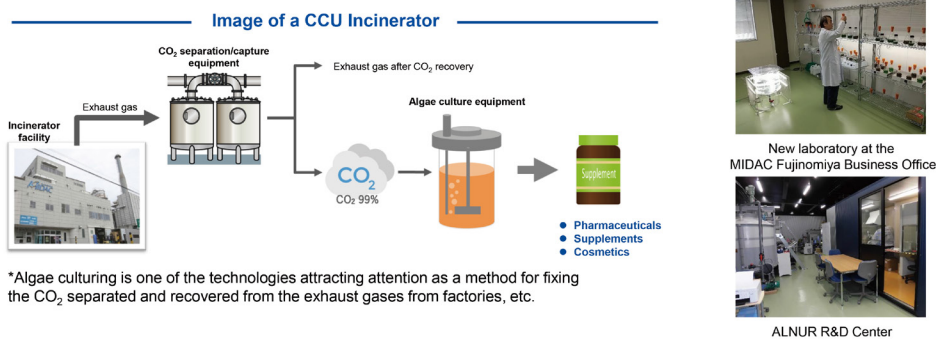 Image of a CCU Incinerator
CO₂ separation/capture
equipment
Exhaust gas after CO₂ recovery
Exhaust gas
Algae culture equipment
Incinerator
facility
CO₂
CO₂ 99%
Supplement
● Pharmaceuticals
● Supplements
● Cosmetics
*Algae culturing is one of the technologies attracting attention as a method for fixing
the CO₂ separated and recovered from the exhaust gases from factories, etc.
New laboratory at the
MIDAC Fujinomiya Business Office
ALNUR R&D Center